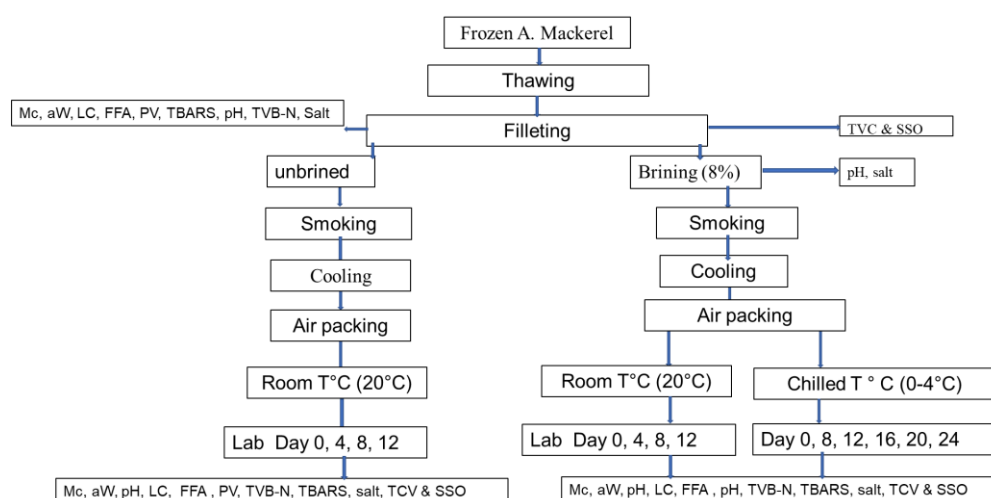 Frozen A. Mackerel
Thawing
Mc, aW, LC, FFA, PV, TBARS, pH, TVB-N, Salt
Filleting
TVC & SSO
unbrined
Brining (8%)
pH, salt
Smoking
Smoking
Cooling
Cooling
Air packing
Air packing
Room T°C (20°C)
Room T°C (20°C)
Chilled T ° C (0-4°C)
Lab Day 0, 4, 8, 12
Lab Day 0, 4, 8, 12
Day 0, 8, 12, 16, 20, 24
Mc, aW, pH, LC, FFA , PV, TVB-N, TBARS, salt, TCV & SSO
Mc, aW, pH, LC, FFA , pH, TVB-N, TBARS, salt, TCV & SSO